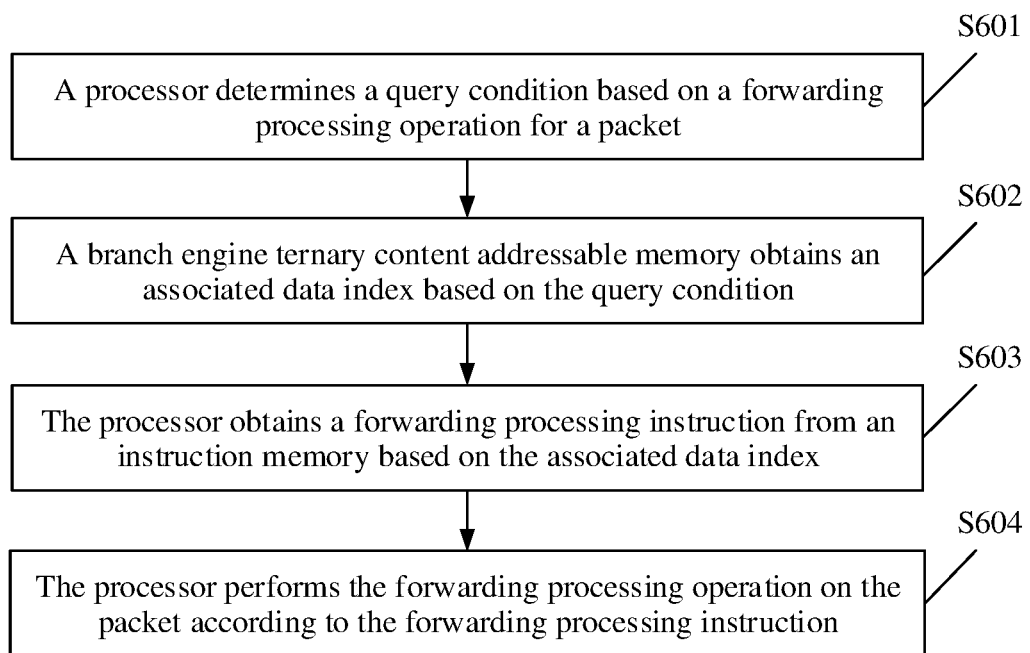 S601
A processor determines a query condition based on a forwarding
processing operation for a packet
S602
A branch engine ternary content addressable memory obtains an
associated data index based on the query condition
S603
The processor obtains a forwarding processing instruction from an
instruction memory based on the associated data index
S604
The processor performs the forwarding processing operation on the
packet according to the forwarding processing instruction